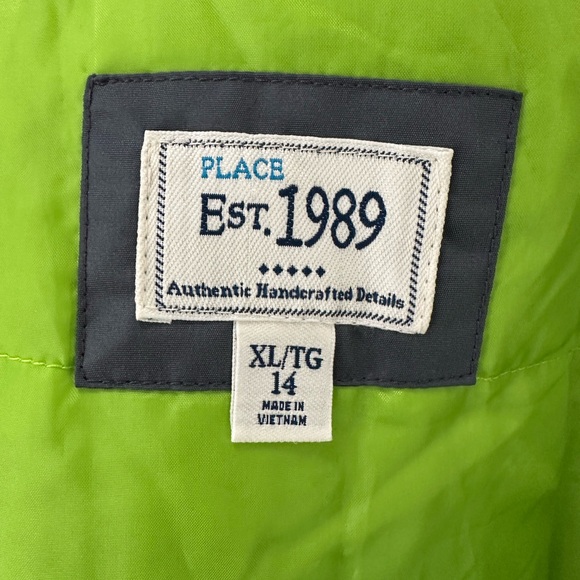 PLACE
EST. 1989
Authentic Handcrafted Details
XL/TG
14
MADE IN
VIETNAM